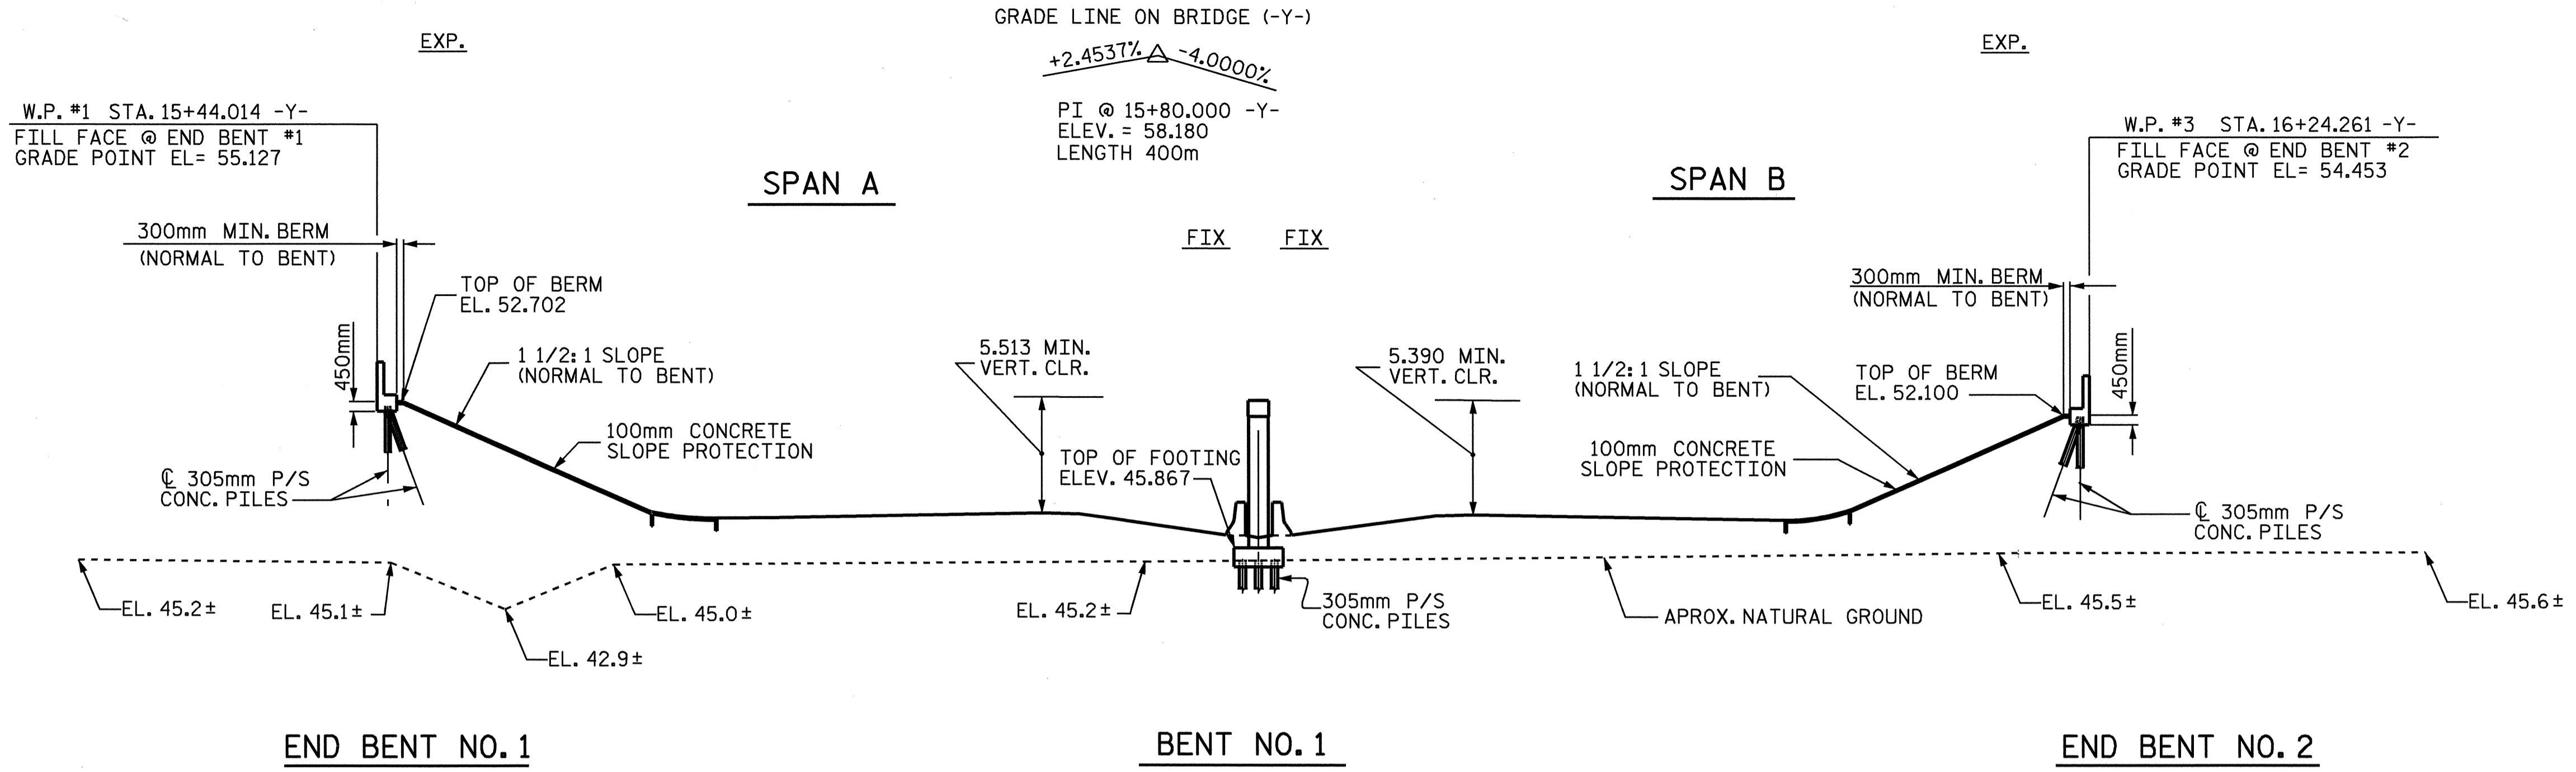 GRADE LINE ON BRIDGE (-Y-)
EXP.
EXP.
+2.4537%
-4.0000%
PI @ 15+80.000 -Y-
ELEV. = 58.180
LENGTH 400m
W.P. #1 STA. 15+44.014 -Y-
FILL FACE @ END BENT #1
GRADE POINT EL= 55.127
W.P. #3 STA. 16+24.261 -Y-
FILL FACE @ END BENT #2
GRADE POINT EL= 54.453
SPAN A
SPAN B
300mm MIN. BERM
(NORMAL TO BENT)
FIX
FIX
TOP OF BERM
EL. 52.702
300mm MIN. BERM
(NORMAL TO BENT)
450mm
1 1/2:1 SLOPE
(NORMAL TO BENT)
5.513 MIN.
VERT. CLR.
5.390 MIN.
VERT. CLR.
1 1/2:1 SLOPE
(NORMAL TO BENT)
TOP OF BERM
EL. 52.100
450mm
100mm CONCRETE
SLOPE PROTECTION
TOP OF FOOTING
ELEV. 45.867
100mm CONCRETE
SLOPE PROTECTION
℄ 305mm P/S
CONC. PILES
℄ 305mm P/S
CONC. PILES
EL. 45.2±
EL. 45.1±
EL. 42.9±
EL. 45.0±
EL. 45.2±
305mm P/S
CONC. PILES
APROX. NATURAL GROUND
EL. 45.5±
EL. 45.6±
END BENT NO. 1
BENT NO. 1
END BENT NO. 2